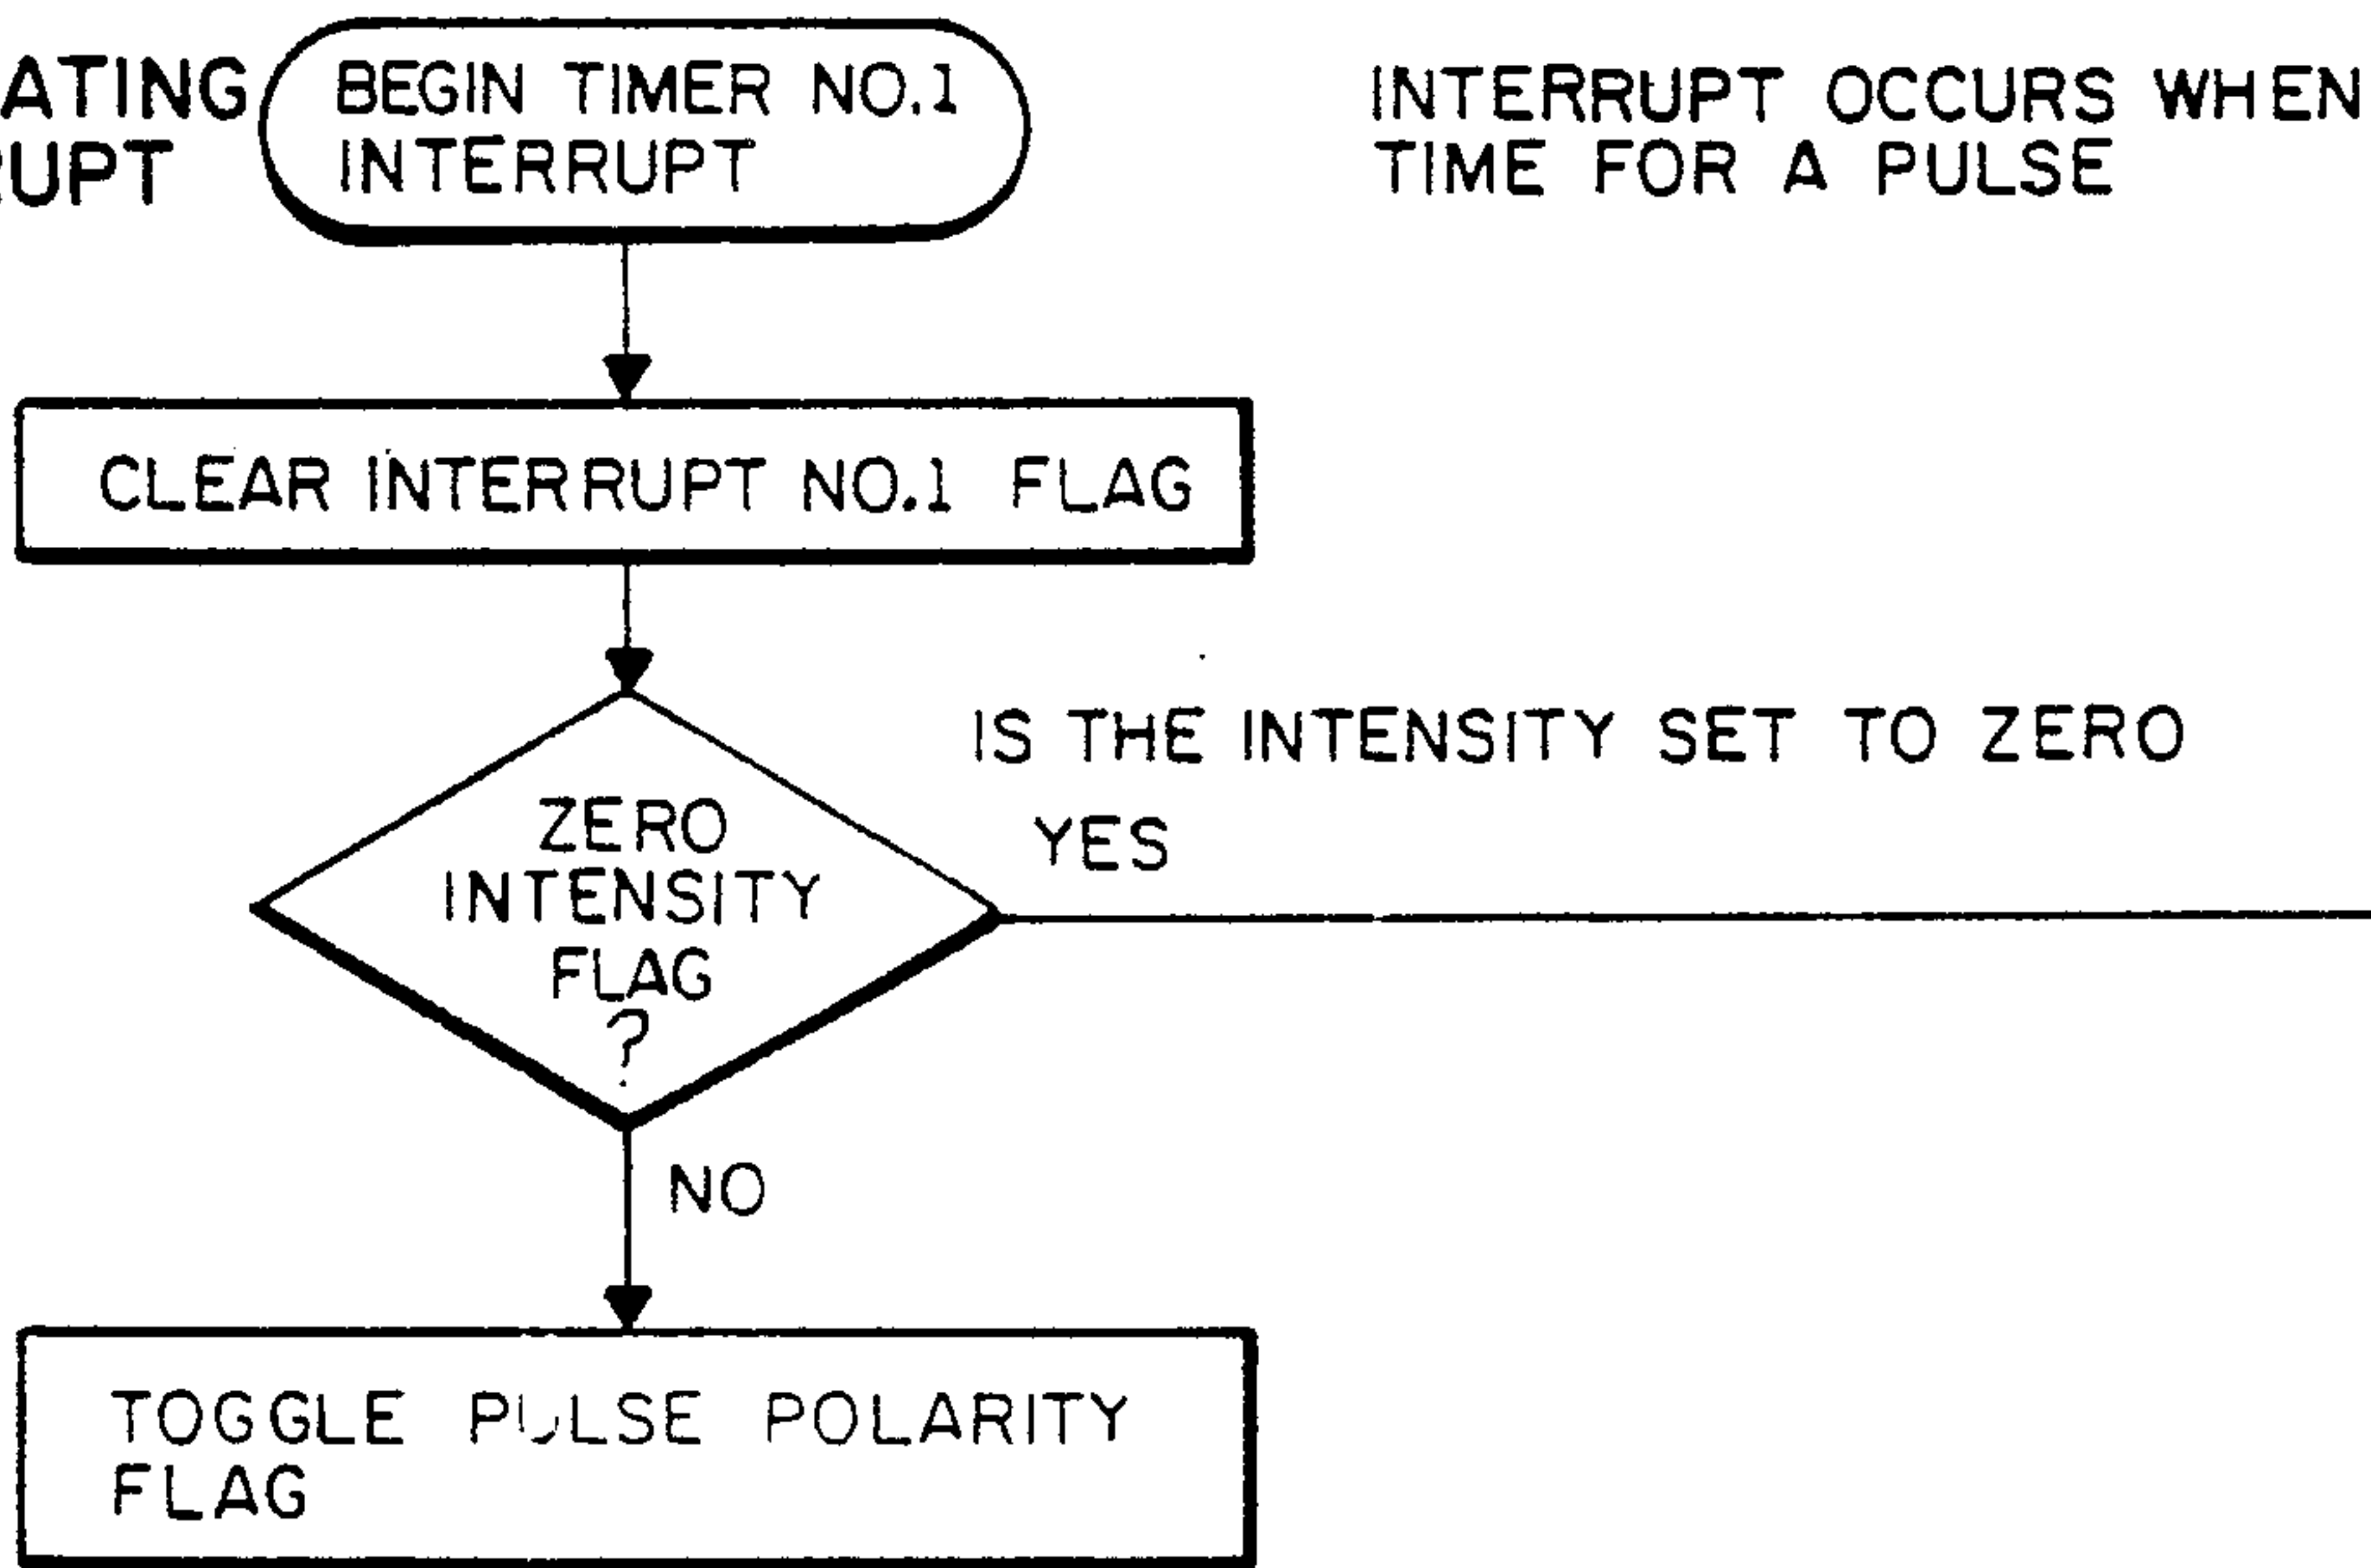 ATING
UPT
BEGIN TIMER NO.1
INTERRUPT
INTERRUPT OCCURS WHEN
TIME FOR A PULSE
CLEAR INTERRUPT NO.1 FLAG
IS THE INTENSITY SET TO ZERO
YES
ZERO
INTENSITY
FLAG
?
NO
TOGGLE PULSE POLARITY
FLAG